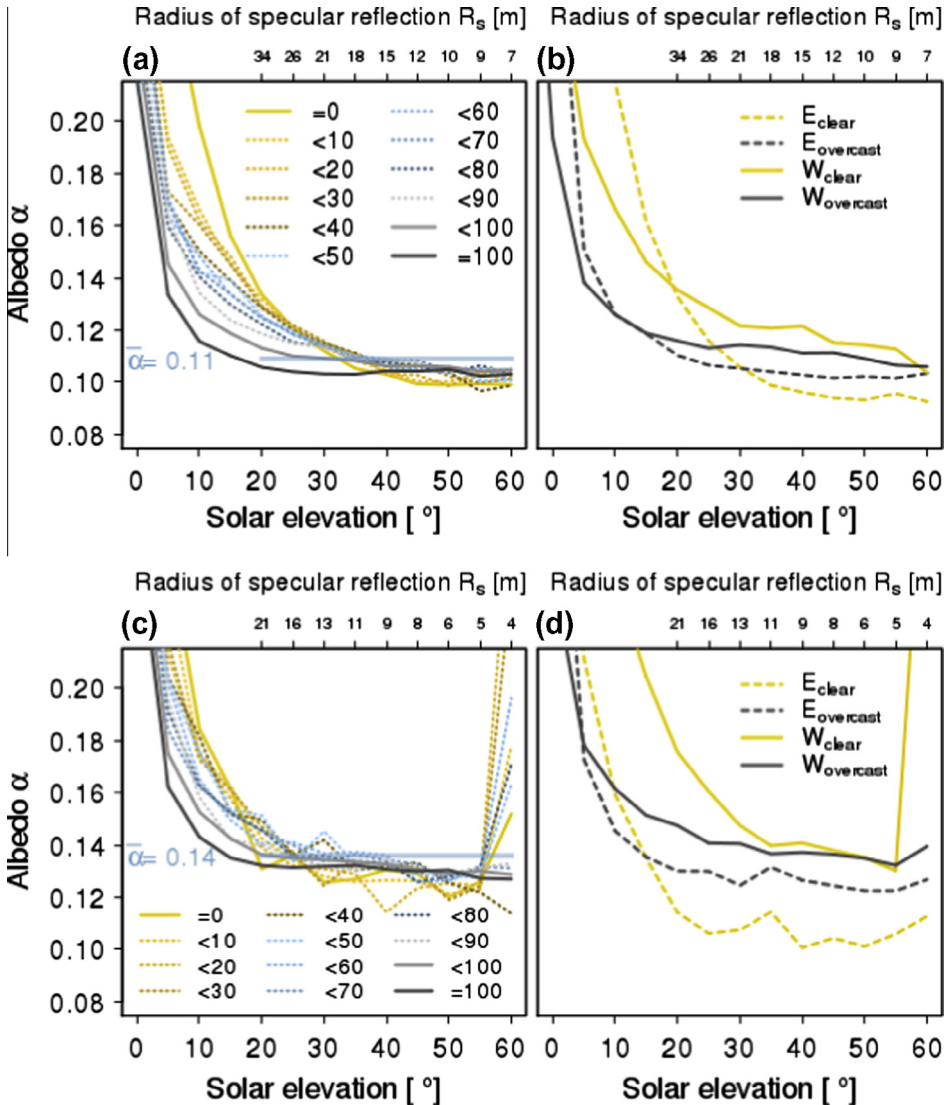 Radius of specular reflection Rs [m]
Radius of specular reflection Rs [m]
(a)
34 26 21 18 15 12 10 9 7
(b)
34 26 21 18 15 12 10 9 7
Albedo α
0.20
0.18
0.16
0.14
0.12
0.10
0.08
=0
<10
<20
<30
<40
<50
<60
<70
<80
<90
<100
=100
α̅= 0.11
0 10 20 30 40 50 60
Solar elevation [ °]
Eclear
Eovercast
Wclear
Wovercast
0 10 20 30 40 50 60
Solar elevation [ °]
Radius of specular reflection Rs [m]
Radius of specular reflection Rs [m]
(c)
21 16 13 11 9 8 6 5 4
(d)
21 16 13 11 9 8 6 5 4
Albedo α
0.20
0.18
0.16
0.14
0.12
0.10
0.08
α̅= 0.14
=0
<10
<20
<30
<40
<50
<60
<70
<80
<90
<100
=100
0 10 20 30 40 50 60
Solar elevation [ °]
Eclear
Eovercast
Wclear
Wovercast
0 10 20 30 40 50 60
Solar elevation [ °]